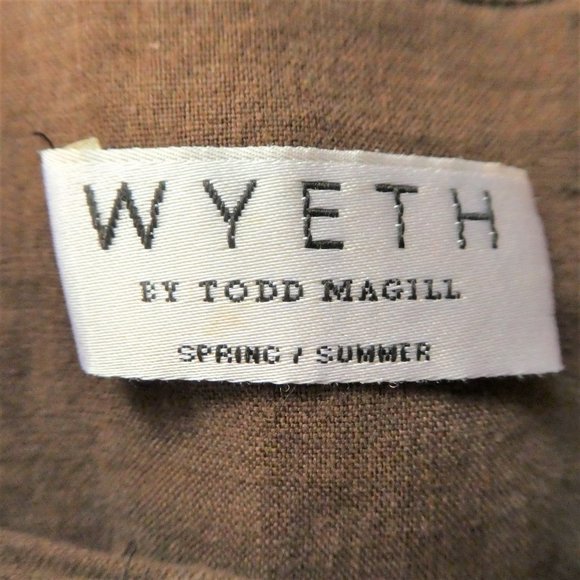 WYETH
BY TODD MAGILL
SPRING / SUMMER